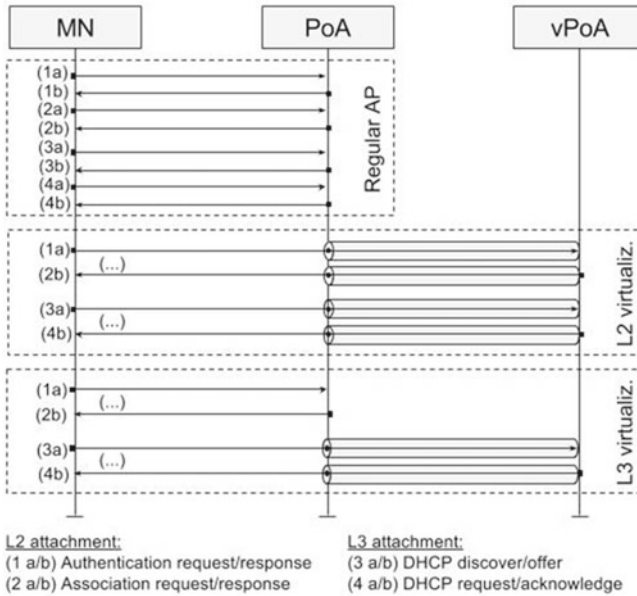 MN
PoA
vPoA
(1a)
(1b)
(2a)
(2b)
(3a)
(3b)
(4a)
(4b)
Regular AP
(1a)
(...)
(2b)
(3a)
(...)
(4b)
L2 virtualiz.
(1a)
(...)
(2b)
(3a)
(...)
(4b)
L3 virtualiz.
L2 attachment:
(1 a/b) Authentication request/response
(2 a/b) Association request/response
L3 attachment:
(3 a/b) DHCP discover/offer
(4 a/b) DHCP request/acknowledge